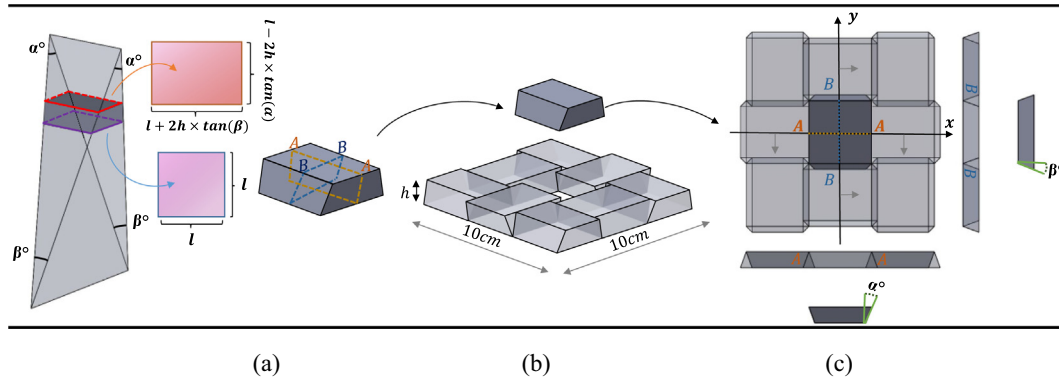 α°
α°
β°
β°
l − 2h × tan(α)
l + 2h × tan(β)
l
l
A
B
B
A
h
10cm
10cm
y
x
B
A
A
B
A
A
B
B
α°
β°
(a)
(b)
(c)